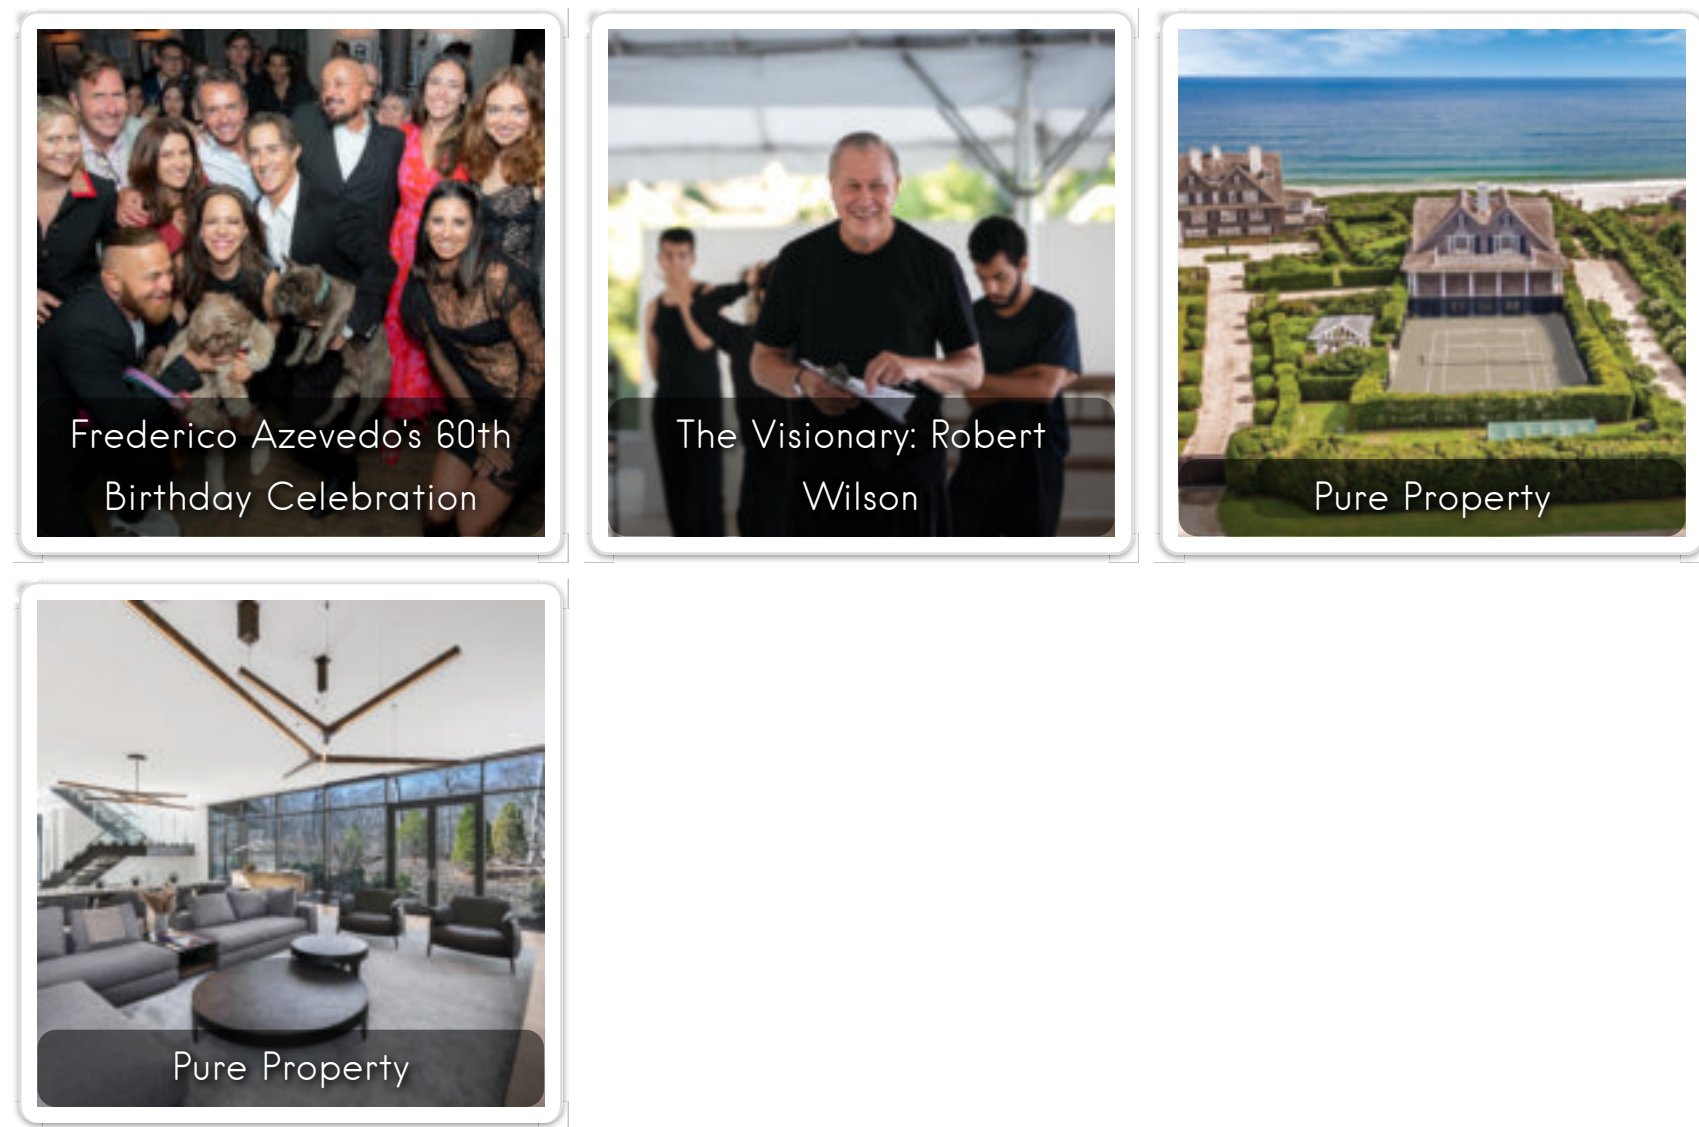 Frederico Azevedo's 60th
Birthday Celebration
The Visionary: Robert
Wilson
Pure Property
Pure Property